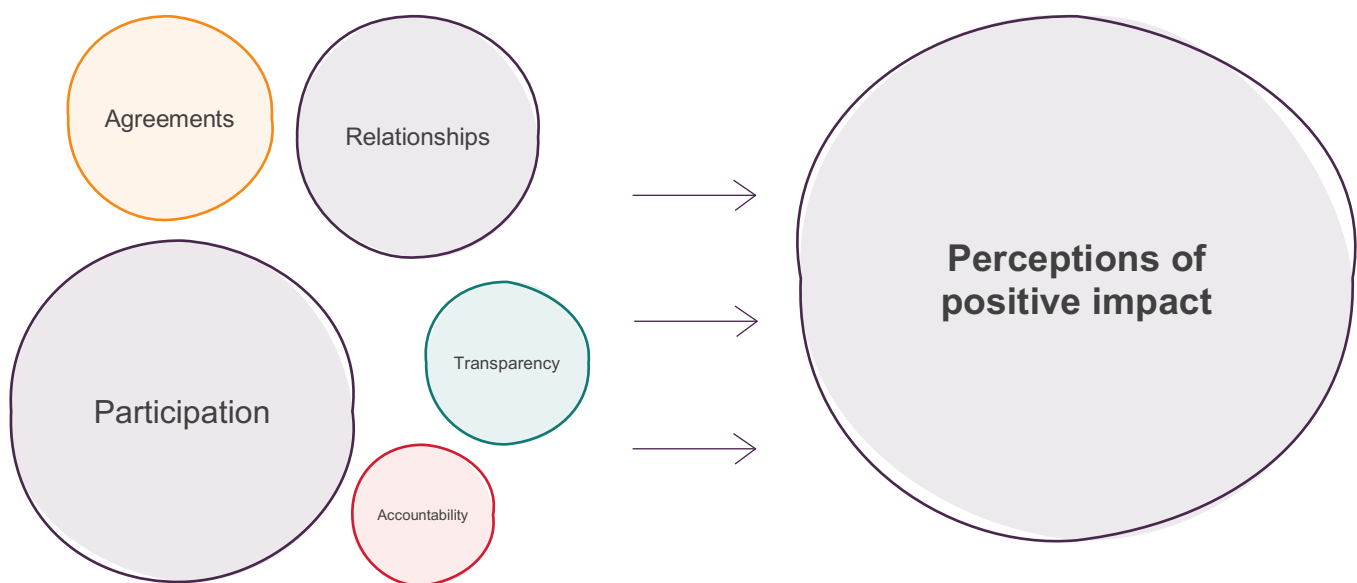 Agreements
Relationships
Participation
Transparency
Accountability
Perceptions of
positive impact